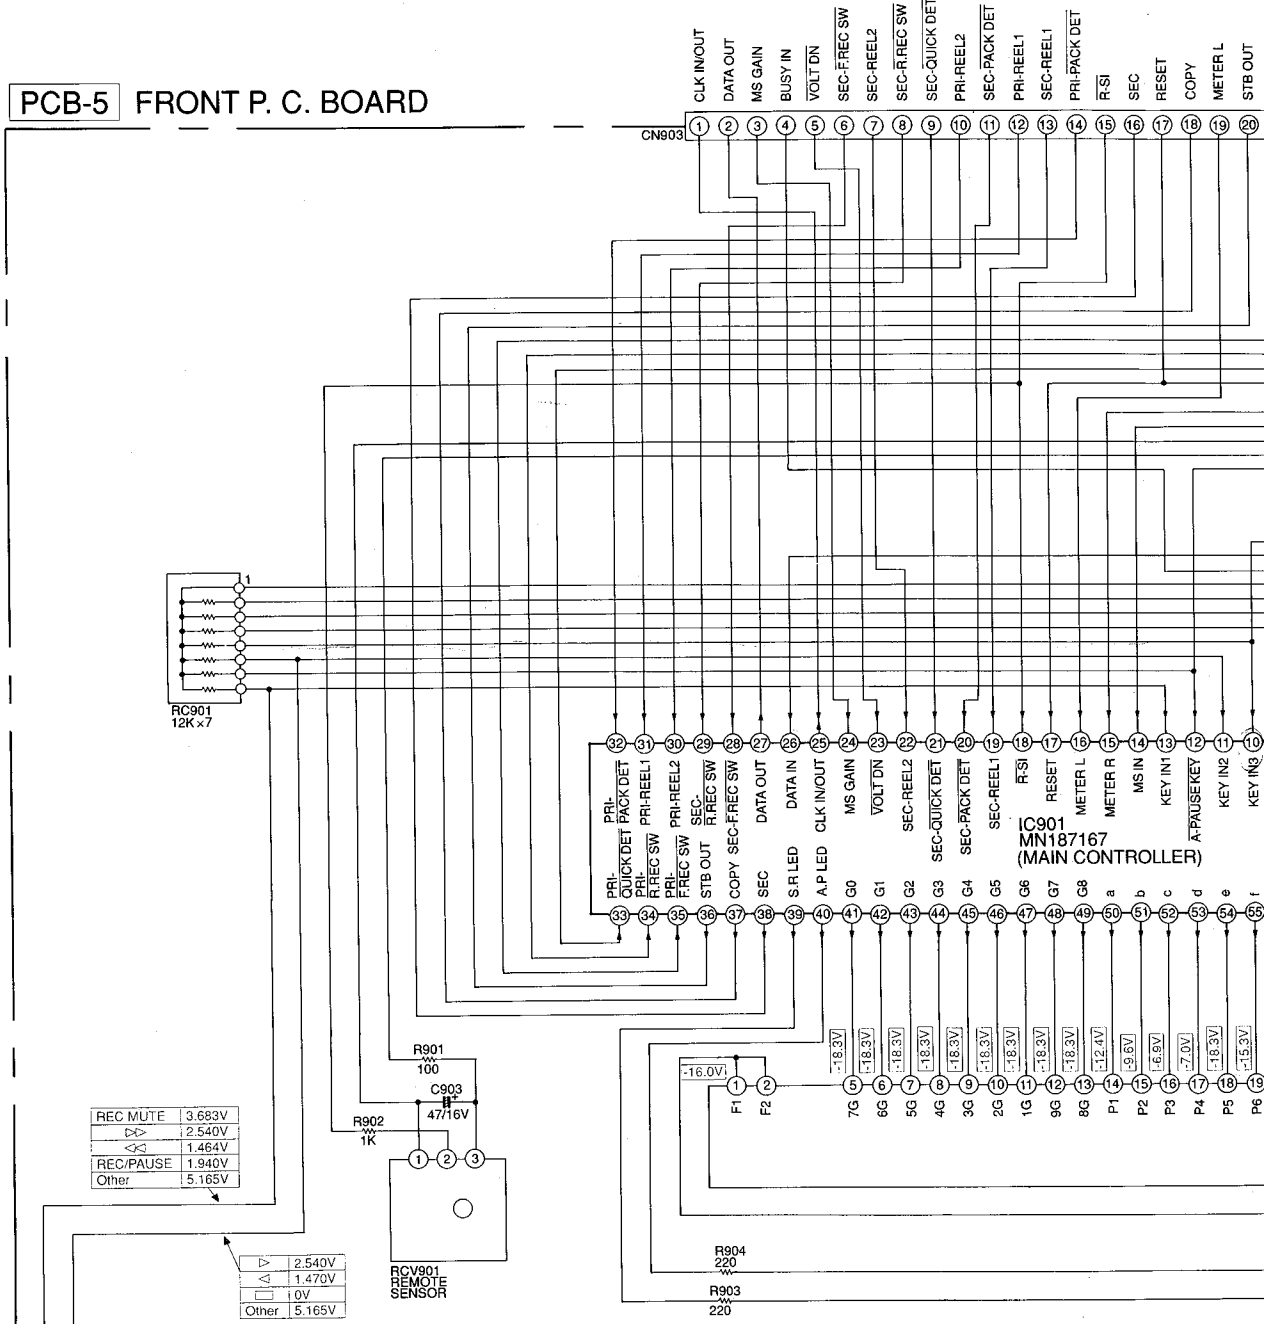 PCB-5 FRONT P. C. BOARD
CN903
CLK IN/OUT
DATA OUT
MS GAIN
BUSY IN
VOLT DN
SEC-F.REC SW
SEC-REEL2
SEC-R.REC SW
SEC-QUICK DET
PRI-REEL2
SEC-PACK DET
PRI-REEL1
SEC-REEL1
PRI-PACK DET
R-SI
SEC
RESET
COPY
METER L
STB OUT
1 2 3 4 5 6 7 8 9 10 11 12 13 14 15 16 17 18 19 20
1
RC901
12K×7
32 31 30 29 28 27 26 25 24 23 22 21 20 19 18 17 16 15 14 13 12 11 10
PRI-
PACK DET
PRI-REEL1
PRI-REEL2
SEC-
R.REC SW
SEC-F.REC SW
DATA OUT
DATA IN
CLK IN/OUT
MS GAIN
VOLT DN
SEC-REEL2
SEC-QUICK DET
SEC-PACK DET
SEC-REEL1
R-SI
RESET
METER L
METER R
MS IN
KEY IN1
A-PAUSE KEY
KEY IN2
KEY IN3
IC901
MN187167
(MAIN CONTROLLER)
PRI-
QUICK DET
PRI-
R.REC SW
PRI-
F.REC SW
STB OUT
COPY
SEC
S.R LED
A.P LED
G0
G1
G2
G3
G4
G5
G6
G7
G8
a
b
c
d
e
f
33 34 35 36 37 38 39 40 41 42 43 44 45 46 47 48 49 50 51 52 53 54 55
-16.0V
-18.3V
-18.3V
-18.3V
-18.3V
-18.3V
-18.3V
-18.3V
-18.3V
-18.3V
-12.4V
-9.6V
-6.9V
-7.0V
-18.3V
-15.3V
1 2 5 6 7 8 9 10 11 12 13 14 15 16 17 18 19
F1
F2
7G
6G
5G
4G
3G
2G
1G
9G
8G
P1
P2
P3
P4
P5
P6
R901
100
C903
+
47/16V
R902
1K
1 2 3
RCV901
REMOTE
SENSOR
REC MUTE 3.683V
▷▷ 2.540V
◁◁ 1.464V
REC/PAUSE 1.940V
Other 5.165V
▷ 2.540V
◁ 1.470V
□ 0V
Other 5.165V
R904
220
R903
220